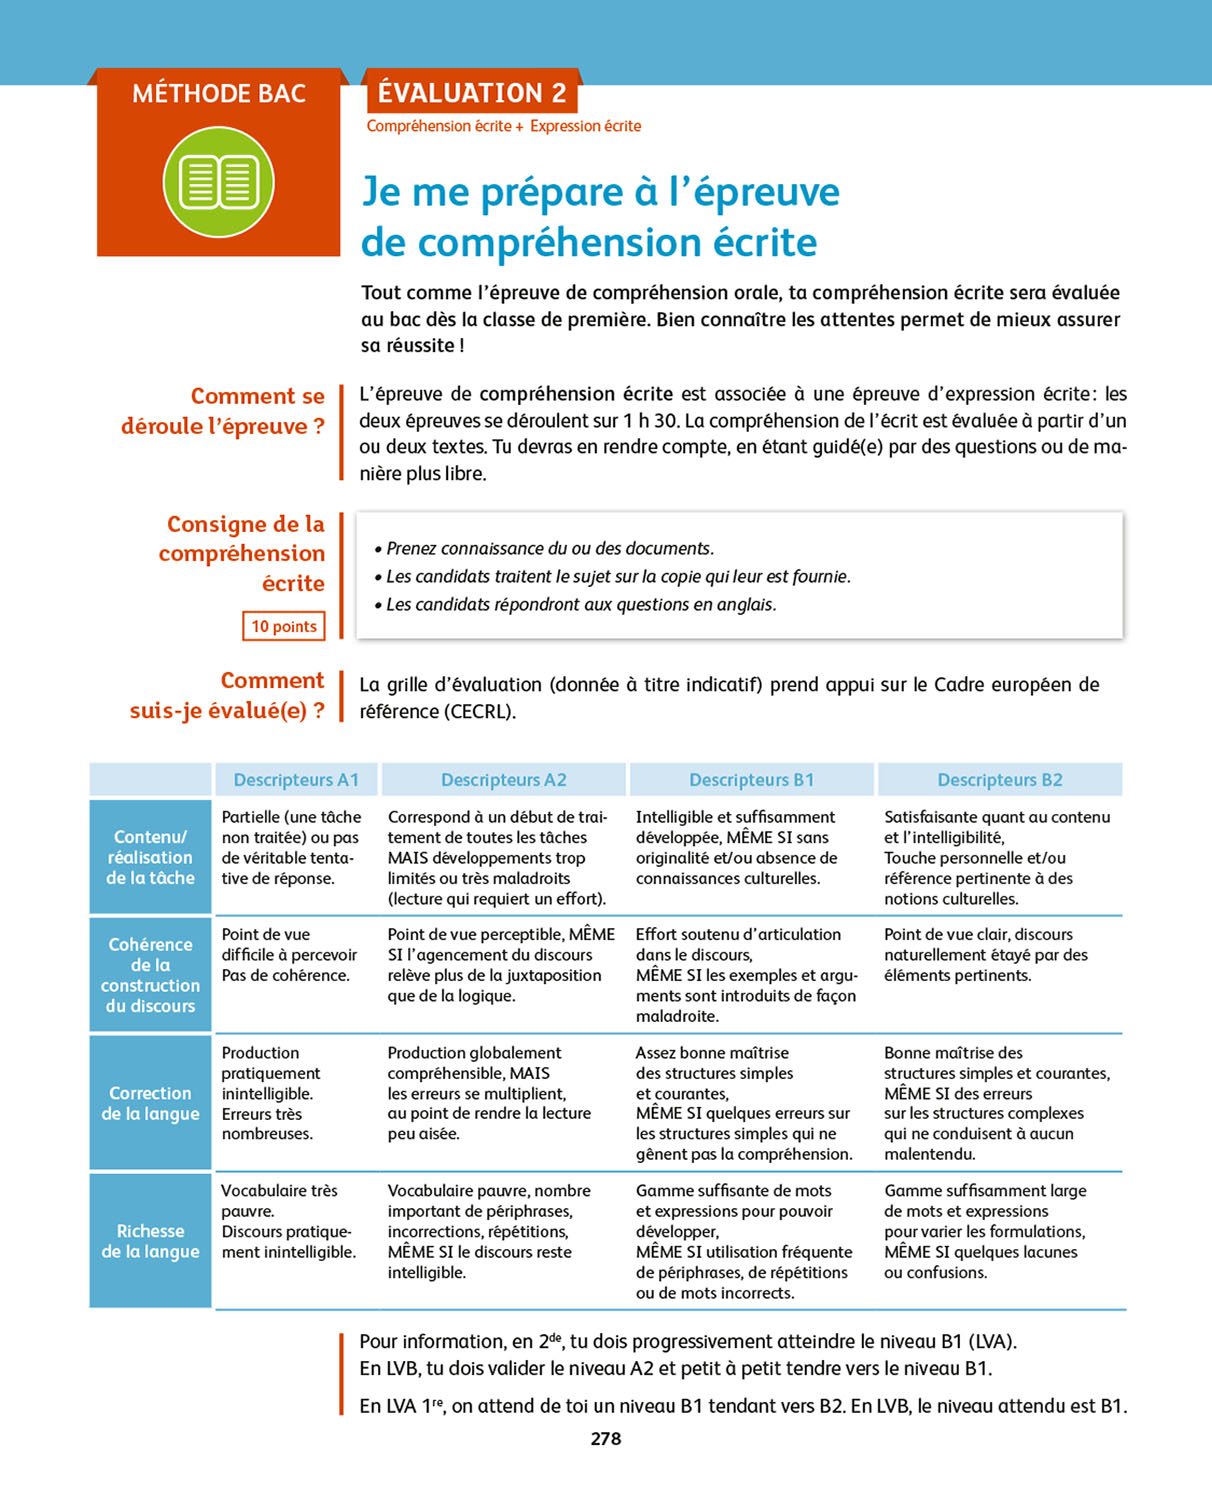 MÉTHODE BAC
ÉVALUATION 2
Compréhension écrite + Expression écrite
Je me prépare à l'épreuve
de compréhension écrite
Tout comme l'épreuve de compréhension orale, ta compréhension écrite sera évaluée
au bac dès la classe de première. Bien connaître les attentes permet de mieux assurer
sa réussite !
Comment se
déroule l'épreuve ?
L'épreuve de compréhension écrite est associée à une épreuve d'expression écrite : les
deux épreuves se déroulent sur 1 h 30. La compréhension de l'écrit est évaluée à partir d'un
ou deux textes. Tu devras en rendre compte, en étant guidé(e) par des questions ou de ma-
nière plus libre.
Consigne de la
compréhension
écrite
10 points
• Prenez connaissance du ou des documents.
• Les candidats traitent le sujet sur la copie qui leur est fournie.
• Les candidats répondront aux questions en anglais.
Comment
suis-je évalué(e) ?
La grille d'évaluation (donnée à titre indicatif) prend appui sur le Cadre européen de
référence (CECRL).
Descripteurs A1
Descripteurs A2
Descripteurs B1
Descripteurs B2
Contenu/
réalisation
de la tâche
Partielle (une tâche
non traitée) ou pas
de véritable tenta-
tive de réponse.
Correspond à un début de trai-
tement de toutes les tâches
MAIS développements trop
limités ou très maladroits
(lecture qui requiert un effort).
Intelligible et suffisamment
développée, MÊME SI sans
originalité et/ou absence de
connaissances culturelles.
Satisfaisante quant au contenu
et l'intelligibilité,
Touche personnelle et/ou
référence pertinente à des
notions culturelles.
Cohérence
de la
construction
du discours
Point de vue
difficile à percevoir
Pas de cohérence.
Point de vue perceptible, MÊME
SI l'agencement du discours
relève plus de la juxtaposition
que de la logique.
Effort soutenu d'articulation
dans le discours,
MÊME SI les exemples et argu-
ments sont introduits de façon
maladroite.
Point de vue clair, discours
naturellement étayé par des
éléments pertinents.
Correction
de la langue
Production
pratiquement
inintelligible.
Erreurs très
nombreuses.
Production globalement
compréhensible, MAIS
les erreurs se multiplient,
au point de rendre la lecture
peu aisée.
Assez bonne maîtrise
des structures simples
et courantes,
MÊME SI quelques erreurs sur
les structures simples qui ne
gênent pas la compréhension.
Bonne maîtrise des
structures simples et courantes,
MÊME SI des erreurs
sur les structures complexes
qui ne conduisent à aucun
malentendu.
Richesse
de la langue
Vocabulaire très
pauvre.
Discours pratique-
ment inintelligible.
Vocabulaire pauvre, nombre
important de périphrases,
incorrections, répétitions,
MÊME SI le discours reste
intelligible.
Gamme suffisante de mots
et expressions pour pouvoir
développer,
MÊME SI utilisation fréquente
de périphrases, de répétitions
ou de mots incorrects.
Gamme suffisamment large
de mots et expressions
pour varier les formulations,
MÊME SI quelques lacunes
ou confusions.
Pour information, en 2de, tu dois progressivement atteindre le niveau B1 (LVA).
En LVB, tu dois valider le niveau A2 et petit à petit tendre vers le niveau B1.
En LVA 1re, on attend de toi un niveau B1 tendant vers B2. En LVB, le niveau attendu est B1.
278